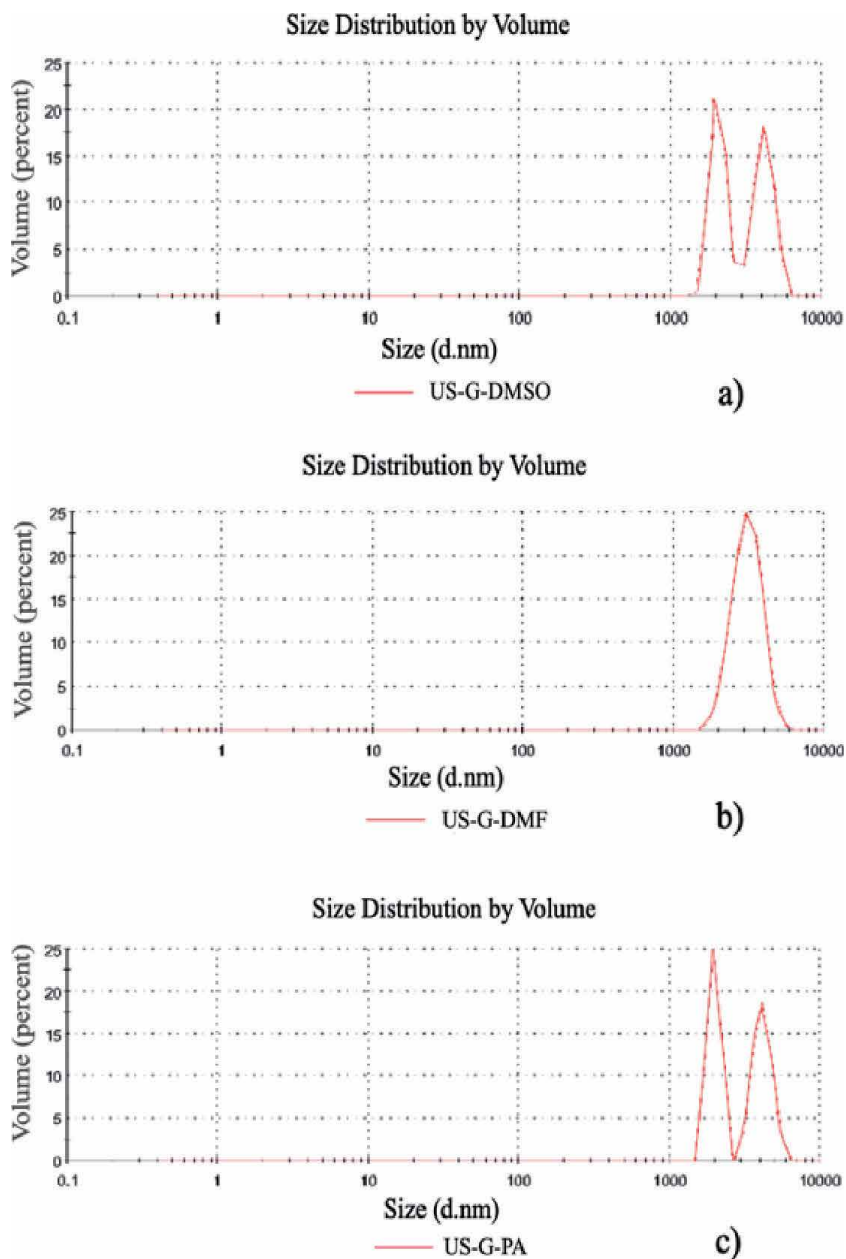 Size Distribution by Volume
Volume (percent)
25
20
15
10
5
0
0.1 1 10 100 1000 10000
Size (d.nm)
US-G-DMSO
a)
Size Distribution by Volume
Volume (percent)
25
20
15
10
5
0
0.1 1 10 100 1000 10000
Size (d.nm)
US-G-DMF
b)
Size Distribution by Volume
Volume (percent)
25
20
15
10
5
0
0.1 1 10 100 1000 10000
Size (d.nm)
US-G-PA
c)